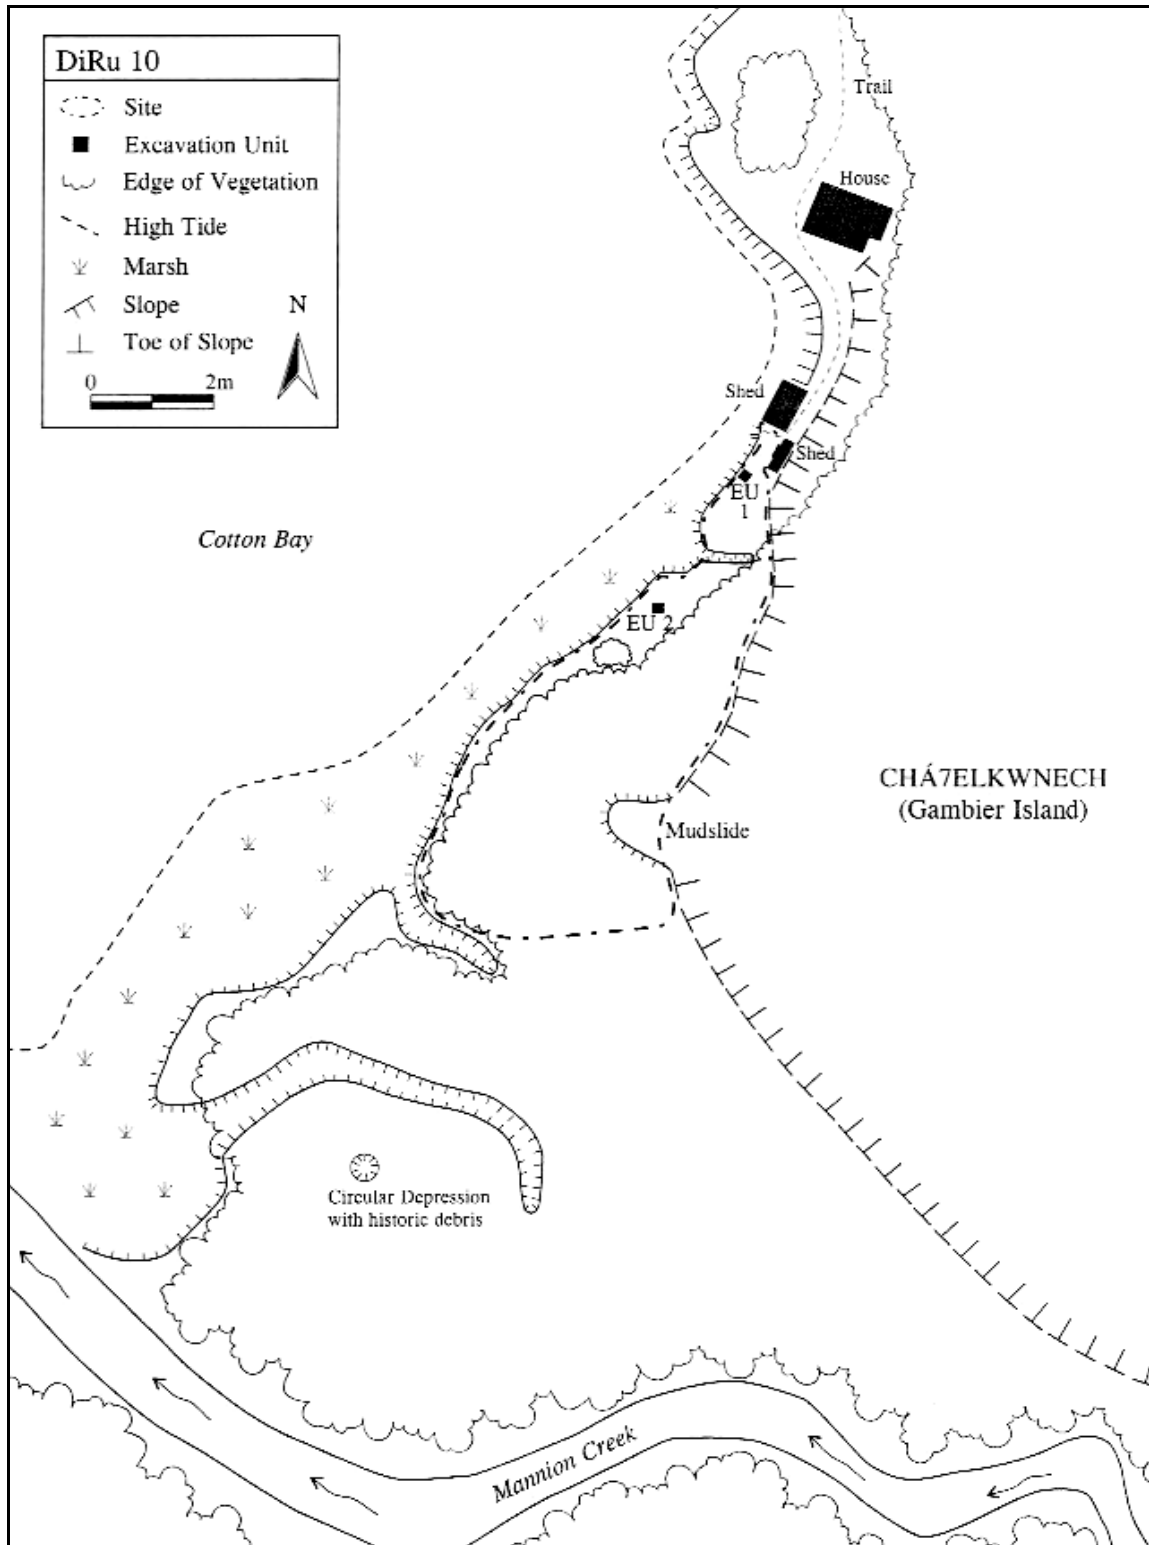 DiRu 10
Site
Excavation Unit
Edge of Vegetation
High Tide
Marsh
Slope
Toe of Slope
N
0 2m
Trail
House
Shed
Shed
EU
1
Cotton Bay
EU 2
CHÁ7ELKWNECH
(Gambier Island)
Mudslide
Circular Depression
with historic debris
Mannion Creek